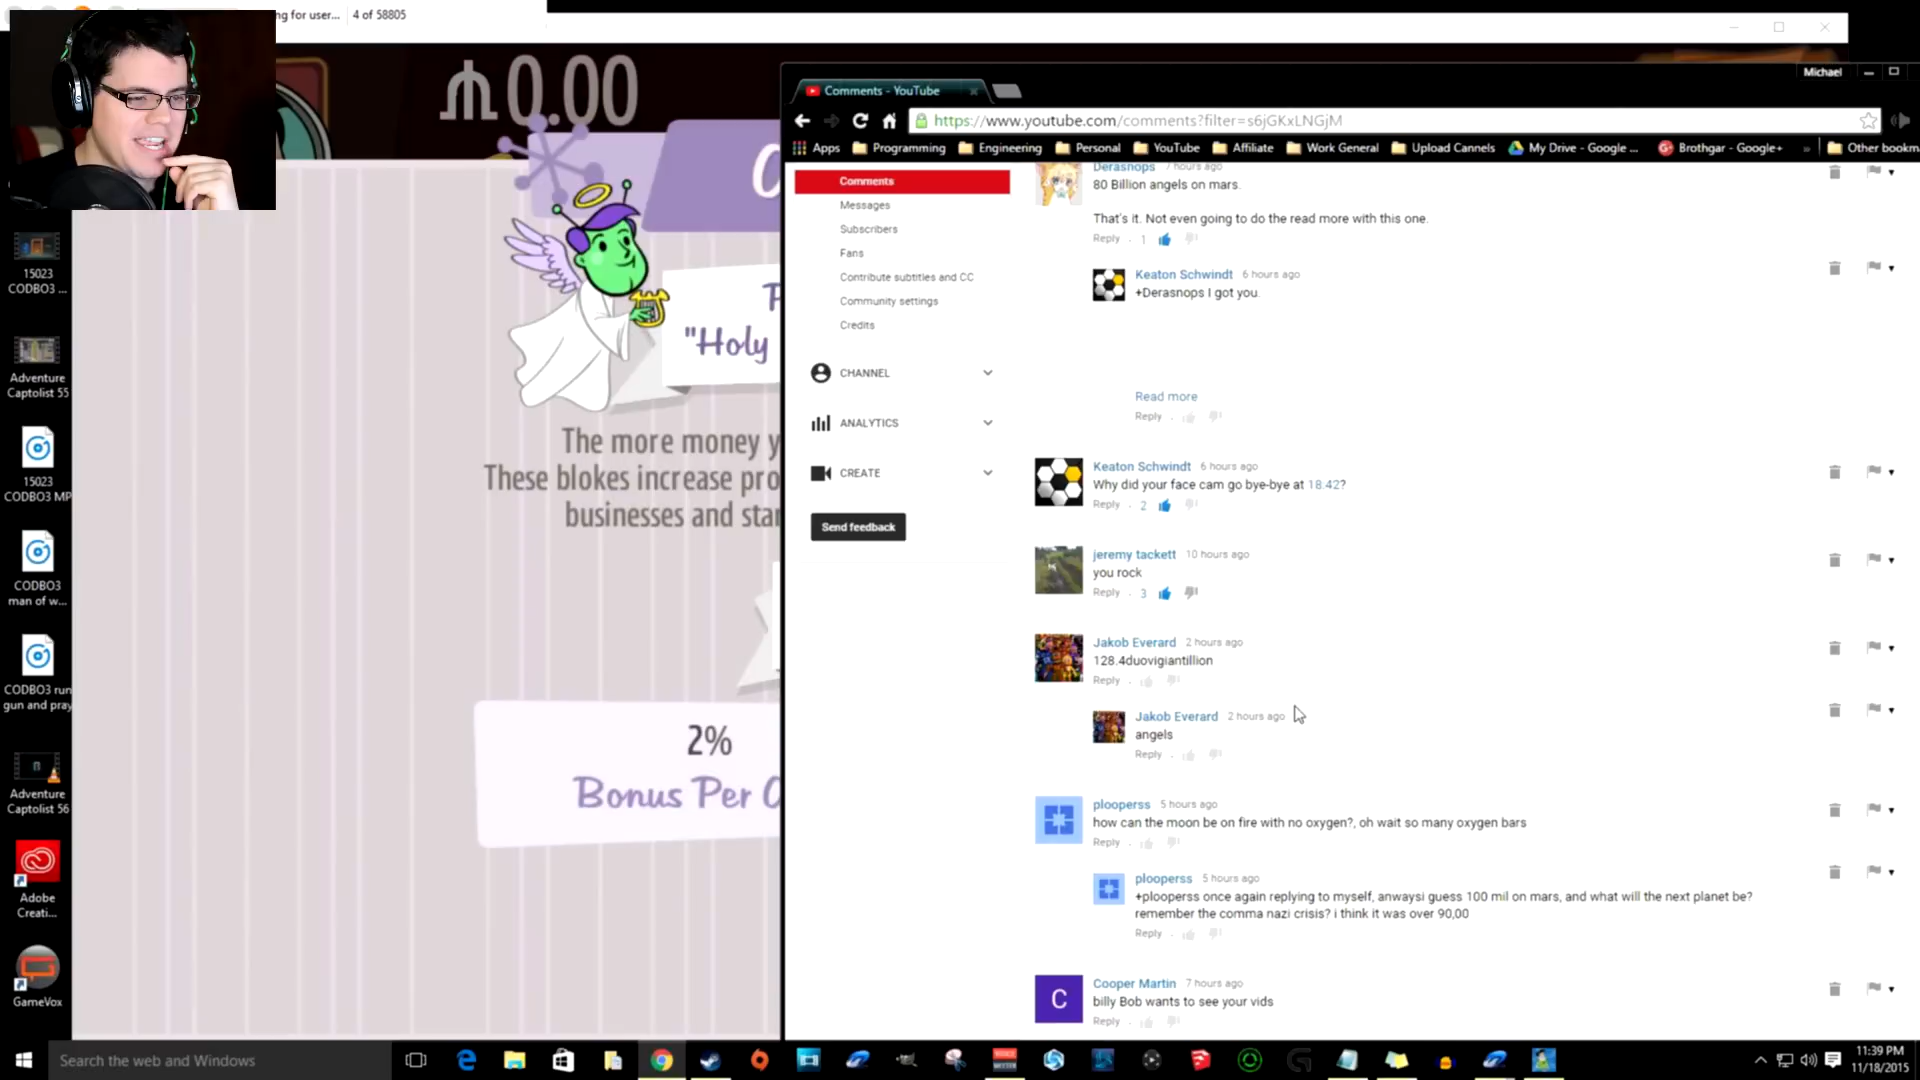 ng for user...
4 of 58805
0.00
Michael
Comments - YouTube
https://www.youtube.com/comments?filter=s6jGKxLNGjM
Apps
Programming
Engineering
Personal
YouTube
Affiliate
Work General
Upload Channels
My Drive - Google ...
Brothgar - Google+
»
Other bookm
Comments
Messages
Subscribers
Fans
Contribute subtitles and CC
Community settings
Credits
CHANNEL
ANALYTICS
CREATE
Send feedback
Derasnops 7 hours ago
80 Billion angels on mars.
That's it. Not even going to do the read more with this one.
Reply · 1
Keaton Schwindt 6 hours ago
+Derasnops I got you.
Read more
Reply ·
Keaton Schwindt 6 hours ago
Why did your face cam go bye-bye at 18.42?
Reply · 2
jeremy tackett 10 hours ago
you rock
Reply · 3
Jakob Everard 2 hours ago
128.4duovigiantillion
Reply ·
Jakob Everard 2 hours ago
angels
Reply ·
plooperss 5 hours ago
how can the moon be on fire with no oxygen?, oh wait so many oxygen bars
Reply ·
plooperss 5 hours ago
+plooperss once again replying to myself, anwaysi guess 100 mil on mars, and what will the next planet be?
remember the comma nazi crisis? i think it was over 90,00
Reply ·
C
Cooper Martin 7 hours ago
billy Bob wants to see your vids
Reply ·
"Holy
The more money y
These blokes increase pro
businesses and star
2%
Bonus Per
15023
CODBO3 ...
Adventure
Captolist 55
15023
CODBO3 MP
CODBO3
man of w...
CODBO3 run
gun and pray
Adventure
Captolist 56
Adobe
Creati...
GameVox
Search the web and Windows
11:39 PM
11/18/2015